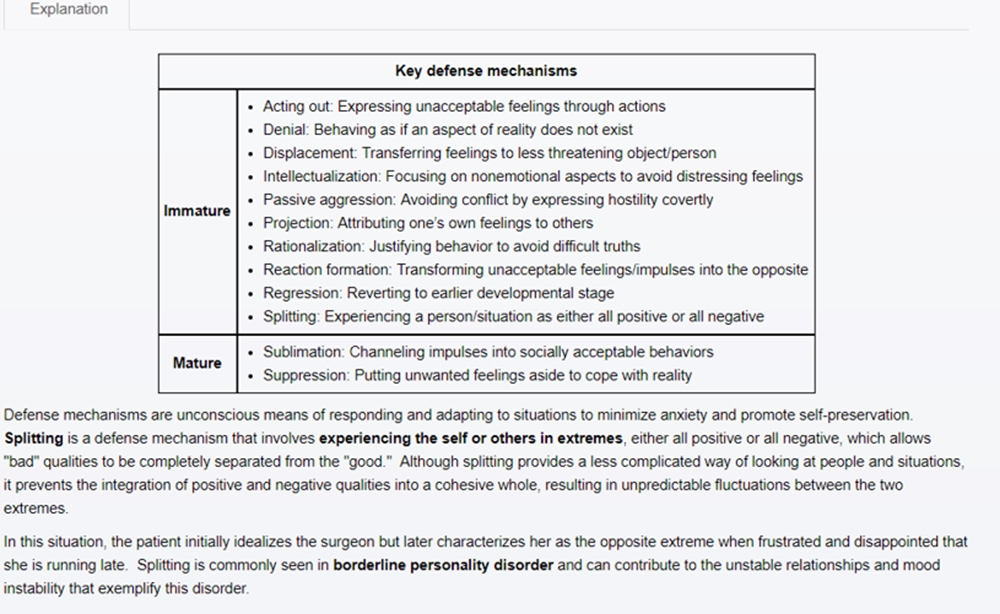 Explanation
Key defense mechanisms
Immature
• Acting out: Expressing unacceptable feelings through actions
• Denial: Behaving as if an aspect of reality does not exist
• Displacement: Transferring feelings to less threatening object/person
• Intellectualization: Focusing on nonemotional aspects to avoid distressing feelings
• Passive aggression: Avoiding conflict by expressing hostility covertly
• Projection: Attributing one's own feelings to others
• Rationalization: Justifying behavior to avoid difficult truths
• Reaction formation: Transforming unacceptable feelings/impulses into the opposite
• Regression: Reverting to earlier developmental stage
• Splitting: Experiencing a person/situation as either all positive or all negative
Mature
• Sublimation: Channeling impulses into socially acceptable behaviors
• Suppression: Putting unwanted feelings aside to cope with reality
Defense mechanisms are unconscious means of responding and adapting to situations to minimize anxiety and promote self-preservation.
Splitting is a defense mechanism that involves experiencing the self or others in extremes, either all positive or all negative, which allows
"bad" qualities to be completely separated from the "good." Although splitting provides a less complicated way of looking at people and situations,
it prevents the integration of positive and negative qualities into a cohesive whole, resulting in unpredictable fluctuations between the two
extremes.
In this situation, the patient initially idealizes the surgeon but later characterizes her as the opposite extreme when frustrated and disappointed that
she is running late. Splitting is commonly seen in borderline personality disorder and can contribute to the unstable relationships and mood
instability that exemplify this disorder.